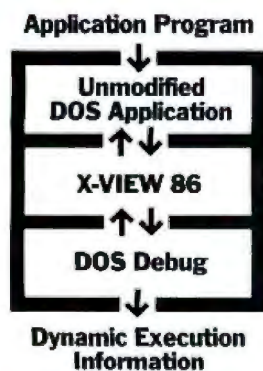 Application Program
Unmodified
DOS Application
X-VIEW 86
DOS Debug
Dynamic Execution
Information